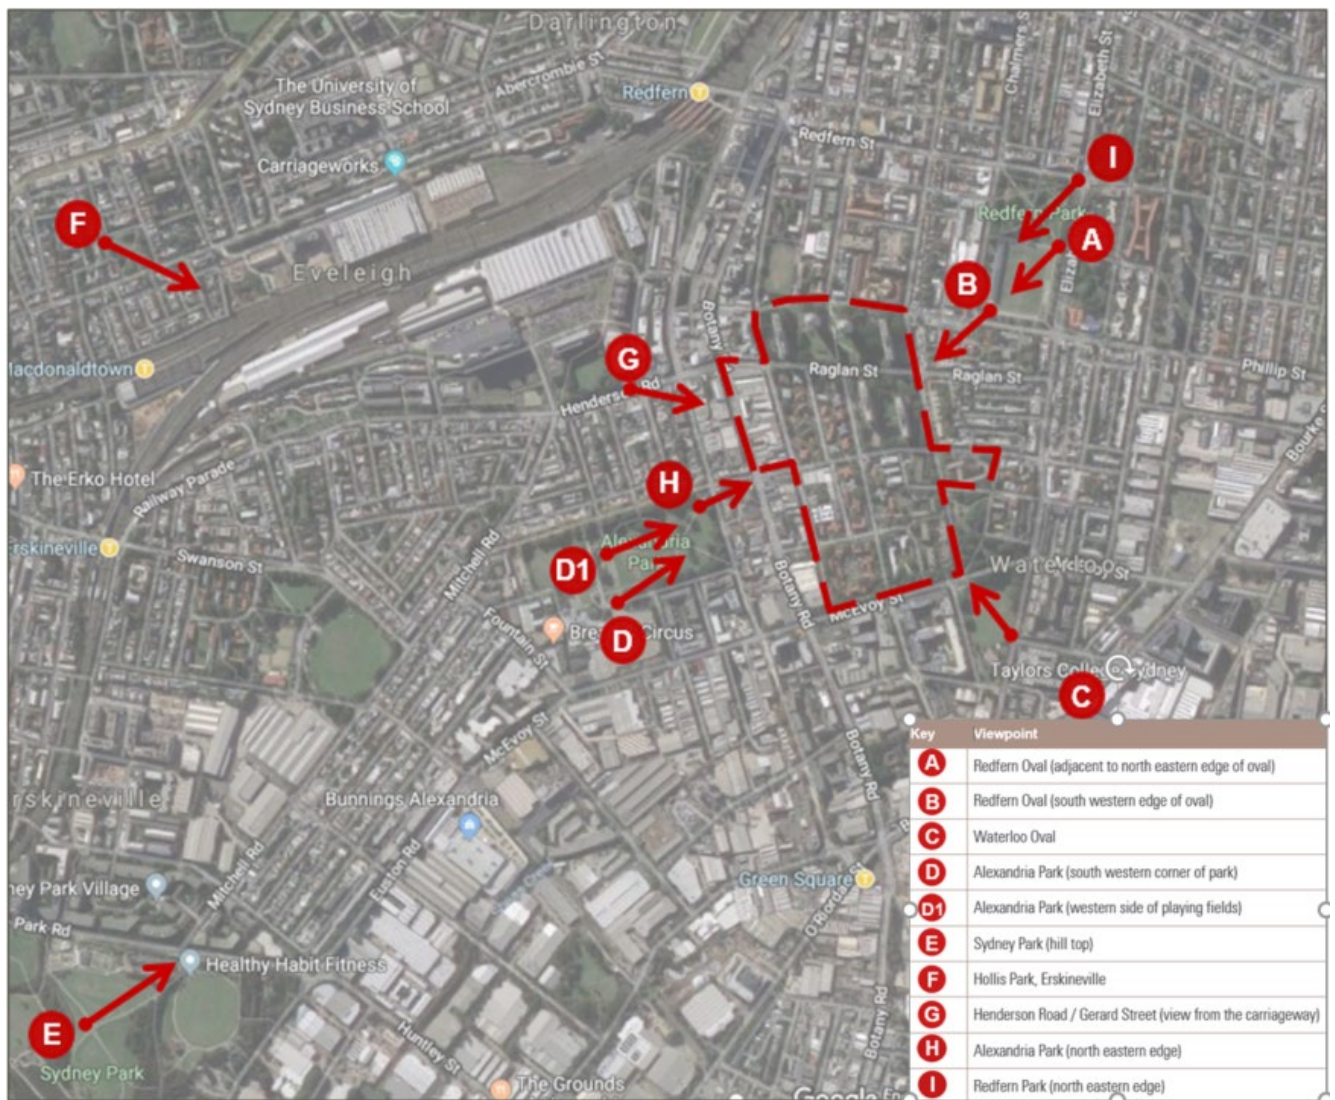 Darlington
The University of
Sydney Business School
Abercrombie St
Redfern
Chalmers S
Elizabeth St
Redfern St
Carriageworks
I
Redfern Park
F
A
Eliza
B
Eveleigh
Botany
G
Raglan St
Raglan St
Phillip St
Macdonaldtown
Henderson Rd
Bourke S
The Erko Hotel
H
Railway Parade
Erskineville
Swanson St
Mitchell Rd
Alexandria
Park
D1
Waterloo
Botany Rd
McEvoy St
Fountain St
Circus
D
Taylors College Sydney
C
McEvoy St
Botany Rd
rskineville
Bunnings Alexandria
Mitchell Rd
Euston Rd
ney Park Village
Green Square
O'Riordan St
Park Rd
Healthy Habit Fitness
E
Huntley St
Botany Rd
Sydney Park
The Grounds
Google
Key Viewpoint
A Redfern Oval (adjacent to north eastern edge of oval)
B Redfern Oval (south western edge of oval)
C Waterloo Oval
D Alexandria Park (south western corner of park)
D1 Alexandria Park (western side of playing fields)
E Sydney Park (hill top)
F Hollis Park, Erskineville
G Henderson Road / Gerard Street (view from the carriageway)
H Alexandria Park (north eastern edge)
I Redfern Park (north eastern edge)